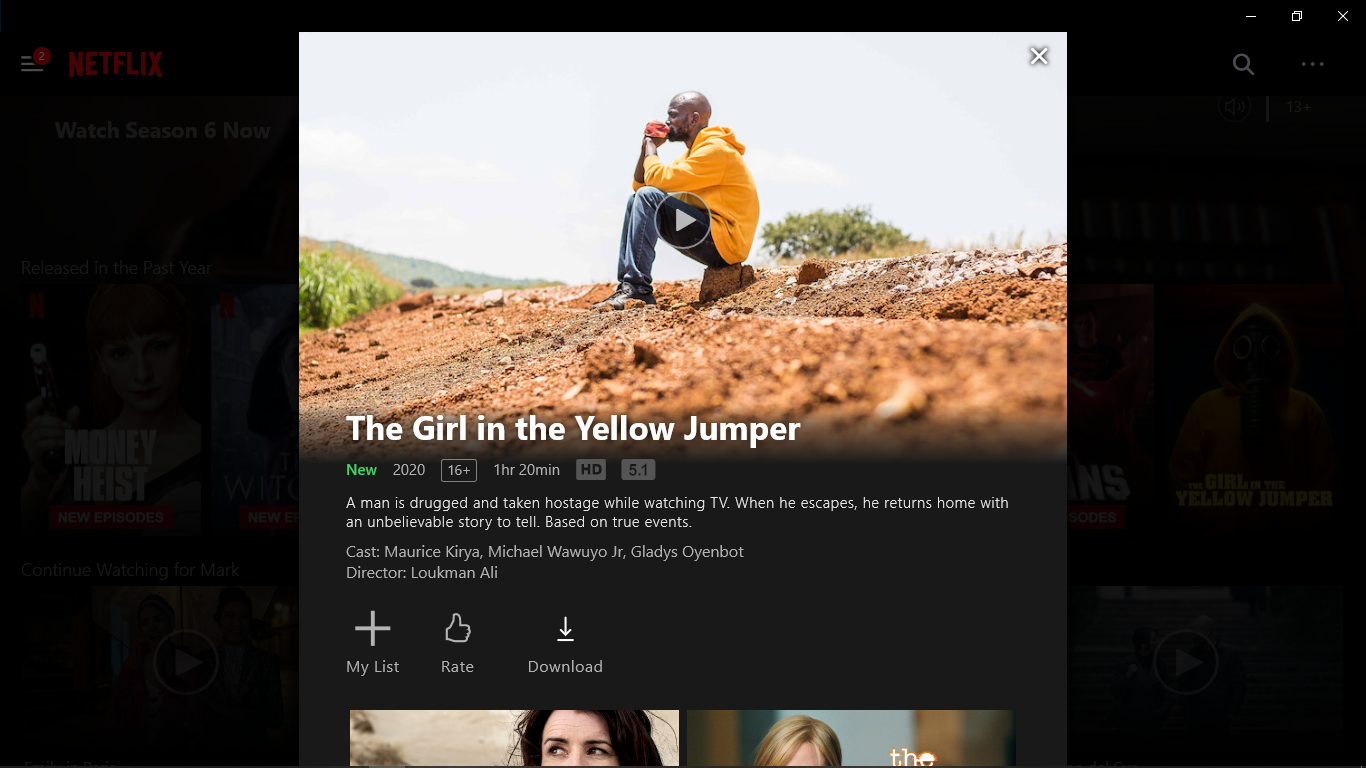 2
NETFLIX
Watch Season 6 Now
13+
Released in the Past Year
N
N
MONEY
HEIST
NEW EPISODES
WITC
NEW E
ANS
SODES
THE GIRL IN THE
YELLOW JUMPER
The Girl in the Yellow Jumper
New 2020 16+ 1hr 20min HD 5.1
A man is drugged and taken hostage while watching TV. When he escapes, he returns home with
an unbelievable story to tell. Based on true events.
Cast: Maurice Kirya, Michael Wawuyo Jr, Gladys Oyenbot
Director: Loukman Ali
Continue Watching for Mark
My List Rate Download
the